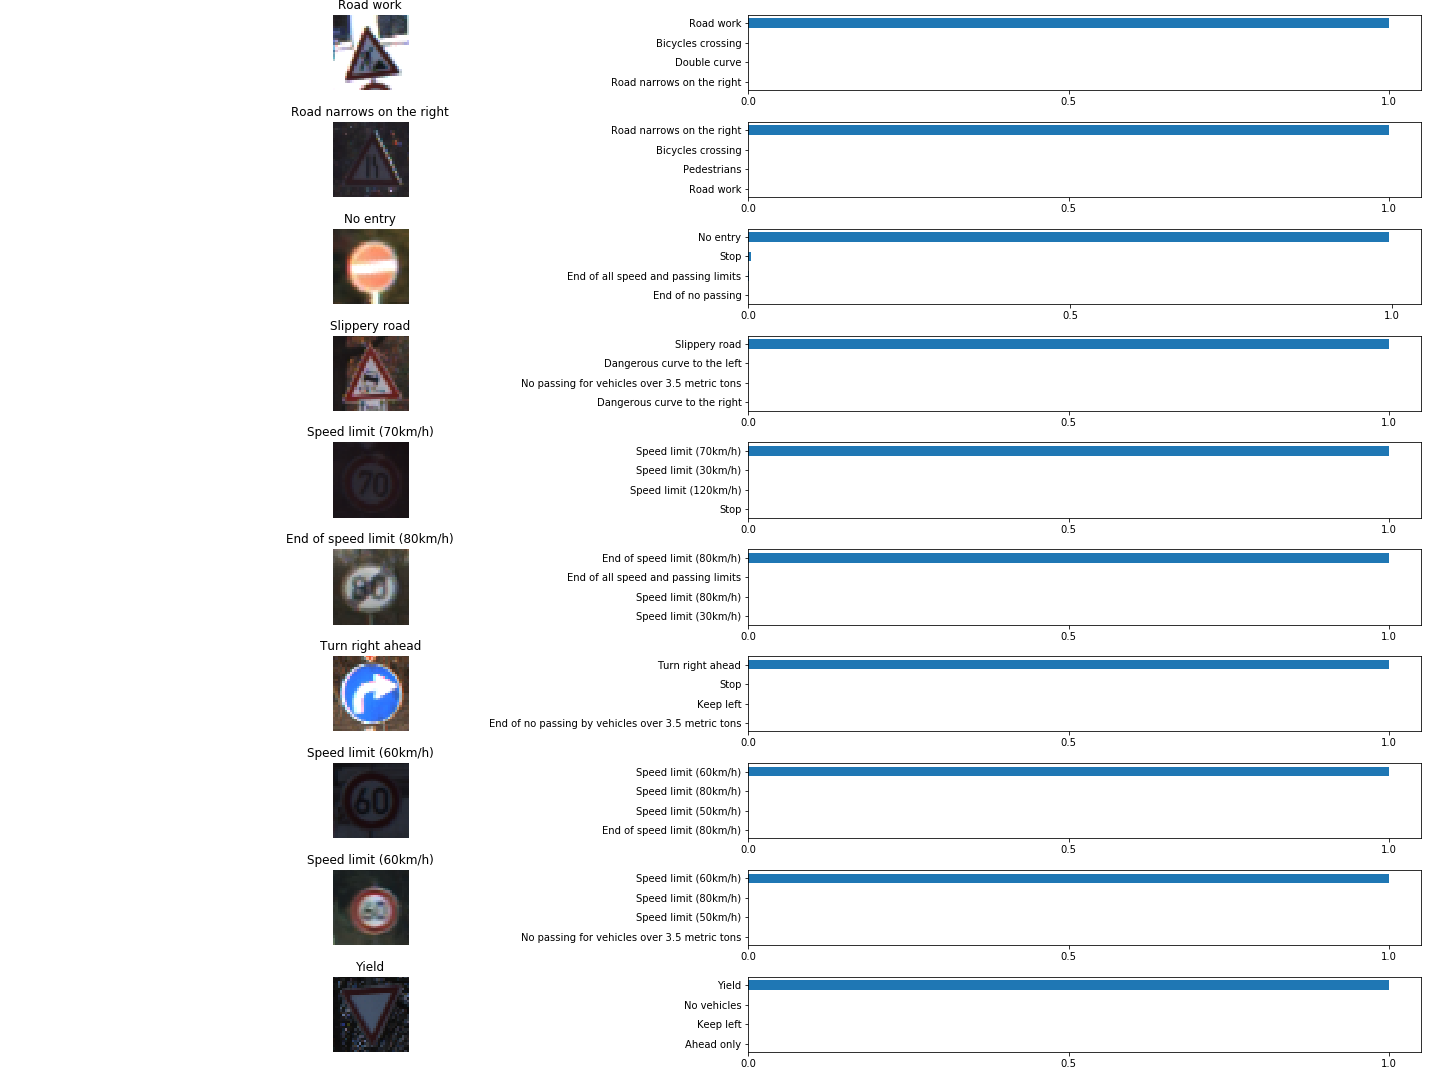 Road work
Road work
Bicycles crossing
Double curve
Road narrows on the right
0.0 0.5 1.0
Road narrows on the right
Road narrows on the right
Bicycles crossing
Pedestrians
Road work
0.0 0.5 1.0
No entry
No entry
Stop
End of all speed and passing limits
End of no passing
0.0 0.5 1.0
Slippery road
Slippery road
Dangerous curve to the left
No passing for vehicles over 3.5 metric tons
Dangerous curve to the right
0.0 0.5 1.0
Speed limit (70km/h)
70
Speed limit (70km/h)
Speed limit (30km/h)
Speed limit (120km/h)
Stop
0.0 0.5 1.0
End of speed limit (80km/h)
80
End of speed limit (80km/h)
End of all speed and passing limits
Speed limit (80km/h)
Speed limit (30km/h)
0.0 0.5 1.0
Turn right ahead
Turn right ahead
Stop
Keep left
End of no passing by vehicles over 3.5 metric tons
0.0 0.5 1.0
Speed limit (60km/h)
60
Speed limit (60km/h)
Speed limit (80km/h)
Speed limit (50km/h)
End of speed limit (80km/h)
0.0 0.5 1.0
Speed limit (60km/h)
60
Speed limit (60km/h)
Speed limit (80km/h)
Speed limit (50km/h)
No passing for vehicles over 3.5 metric tons
0.0 0.5 1.0
Yield
Yield
No vehicles
Keep left
Ahead only
0.0 0.5 1.0